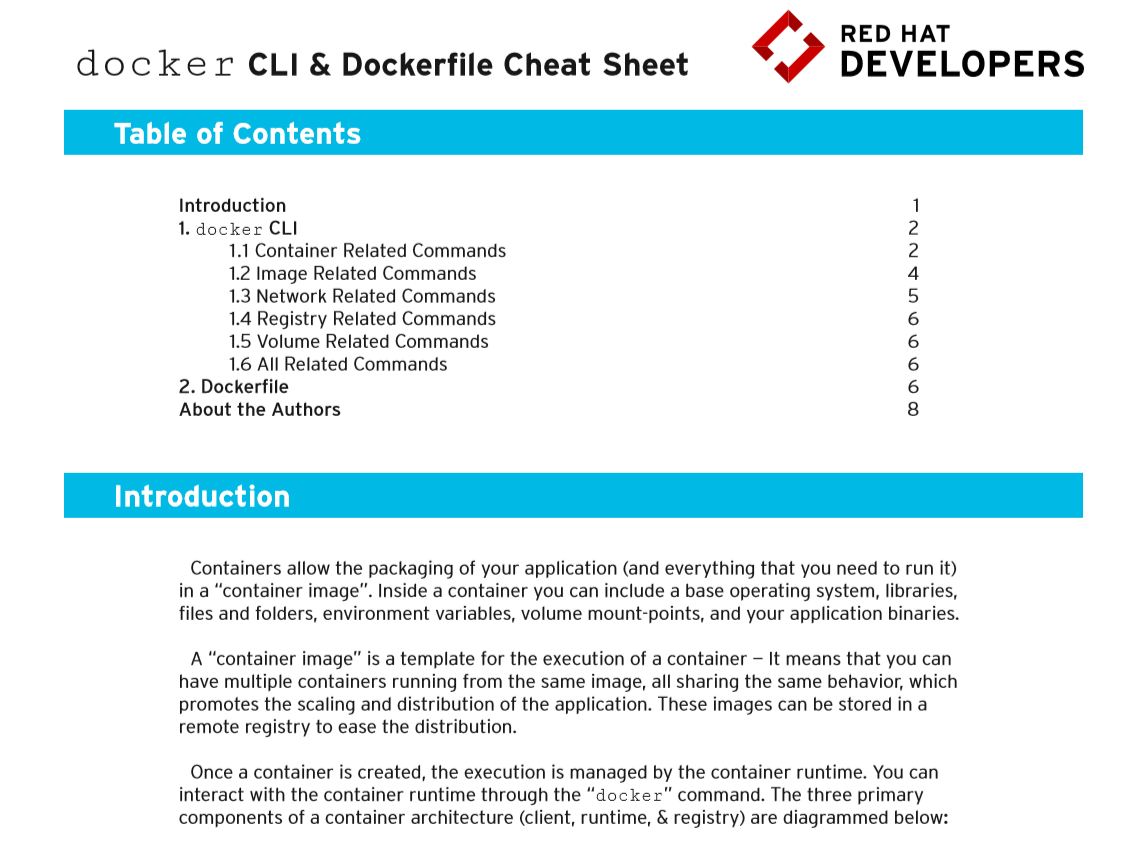 docker CLI & Dockerfile Cheat Sheet
RED HAT
DEVELOPERS
Table of Contents
Introduction 1
1. docker CLI 2
1.1 Container Related Commands 2
1.2 Image Related Commands 4
1.3 Network Related Commands 5
1.4 Registry Related Commands 6
1.5 Volume Related Commands 6
1.6 All Related Commands 6
2. Dockerfile 6
About the Authors 8
Introduction
Containers allow the packaging of your application (and everything that you need to run it)
in a “container image”. Inside a container you can include a base operating system, libraries,
files and folders, environment variables, volume mount-points, and your application binaries.
A “container image” is a template for the execution of a container – It means that you can
have multiple containers running from the same image, all sharing the same behavior, which
promotes the scaling and distribution of the application. These images can be stored in a
remote registry to ease the distribution.
Once a container is created, the execution is managed by the container runtime. You can
interact with the container runtime through the “docker” command. The three primary
components of a container architecture (client, runtime, & registry) are diagrammed below: